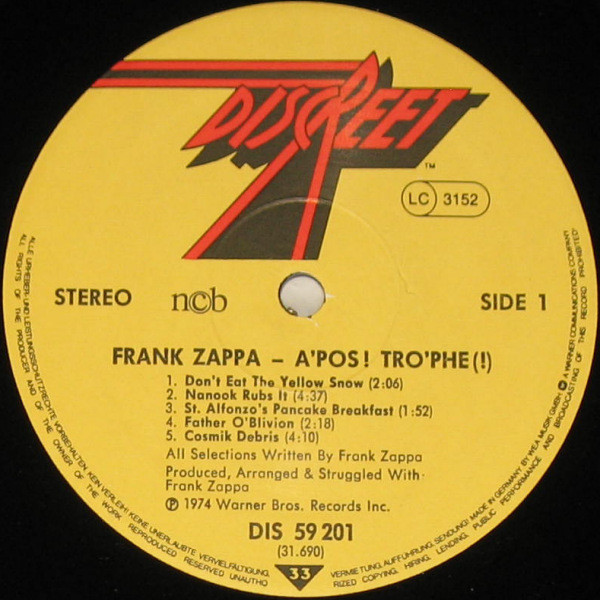 DISCREET
™
LC 3152
STEREO
ncb
SIDE 1
FRANK ZAPPA – A'POS! TRO'PHE(!)
1. Don't Eat The Yellow Snow (2:06)
2. Nanook Rubs It (4:37)
3. St. Alfonzo's Pancake Breakfast (1:52)
4. Father O'Blivion (2:18)
5. Cosmik Debris (4:10)
All Selections Written By Frank Zappa
Produced, Arranged & Struggled With
Frank Zappa
Ⓟ 1974 Warner Bros. Records Inc.
DIS 59 201
(31.690)
33
ALLE URHEBER- UND LEISTUNGSSCHUTZRECHTE VORBEHALTEN. KEIN VERLEIH! KEINE UNERLAUBTE VERVIELFÄLTIGUNG, VERMIETUNG, AUFFÜHRUNG, SENDUNG! MADE IN GERMANY, BY WEA MUSIK GMBH, A WARNER COMMUNICATIONS COMPANY
ALL RIGHTS OF THE PRODUCER AND OF THE OWNER OF THE WORK REPRODUCED RESERVED UNAUTHORIZED COPYING, HIRING, LENDING, PUBLIC PERFORMANCE AND BROADCASTING OF THIS RECORD PROHIBITED